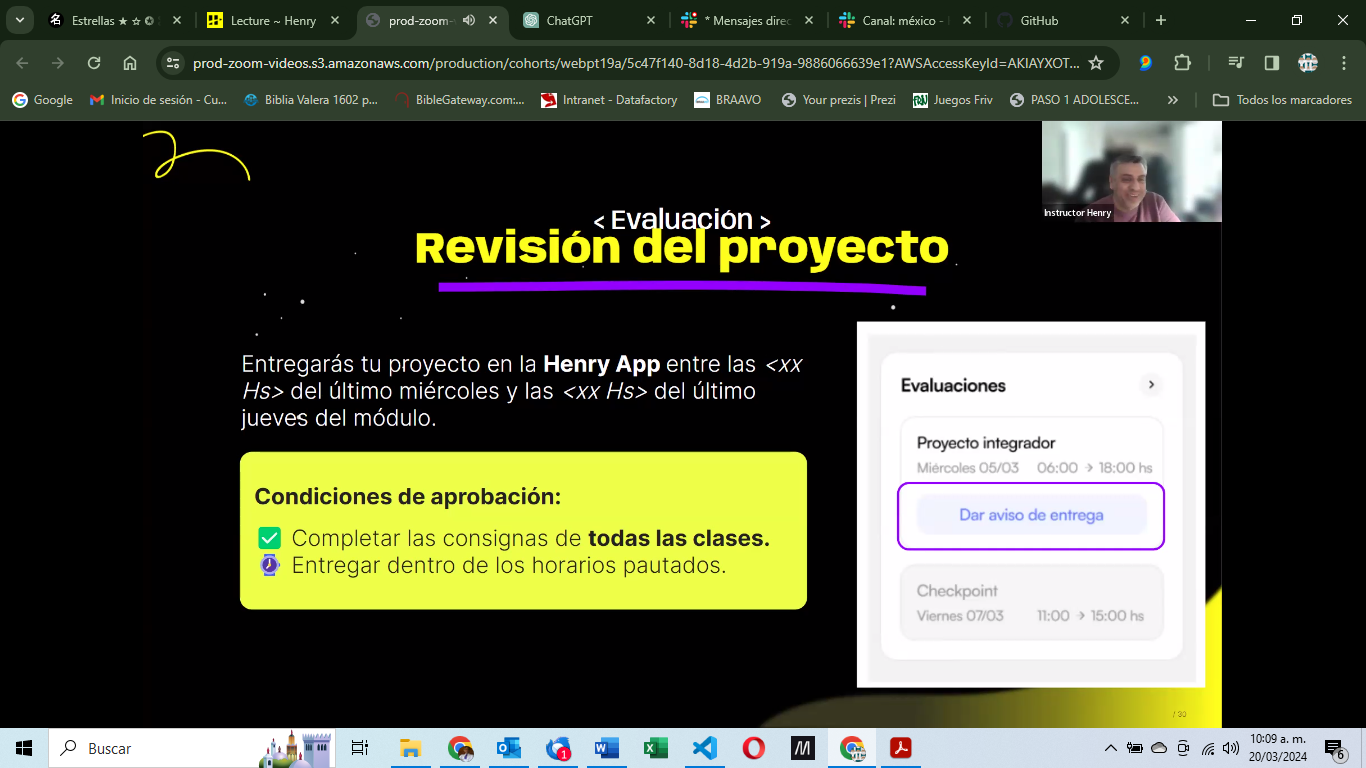 Estrellas ★ ☆ ✪
Lecture ~ Henry
prod-zoom-
ChatGPT
* Mensajes direc
Canal: méxico -
GitHub
prod-zoom-videos.s3.amazonaws.com/production/cohorts/webpt19a/5c47f140-8d18-4d2b-919a-9886066639e1?AWSAccessKeyId=AKIAYXOT...
Google
Inicio de sesión - Cu...
Biblia Valera 1602 p...
BibleGateway.com:...
Intranet - Datafactory
BRAAVO
Your prezis | Prezi
Juegos Friv
PASO 1 ADOLESCE...
»
Todos los marcadores
Instructor Henry
< Evaluación >
Revisión del proyecto
Entregarás tu proyecto en la Henry App entre las <xx
Hs> del último miércoles y las <xx Hs> del último
jueves del módulo.
Condiciones de aprobación:
✅ Completar las consignas de todas las clases.
⌚ Entregar dentro de los horarios pautados.
Evaluaciones
Proyecto integrador
Miércoles 05/03 06:00 → 18:00 hs
Dar aviso de entrega
Checkpoint
Viernes 07/03 11:00 → 15:00 hs
/ 30
Buscar
1
10:09 a. m.
20/03/2024
6